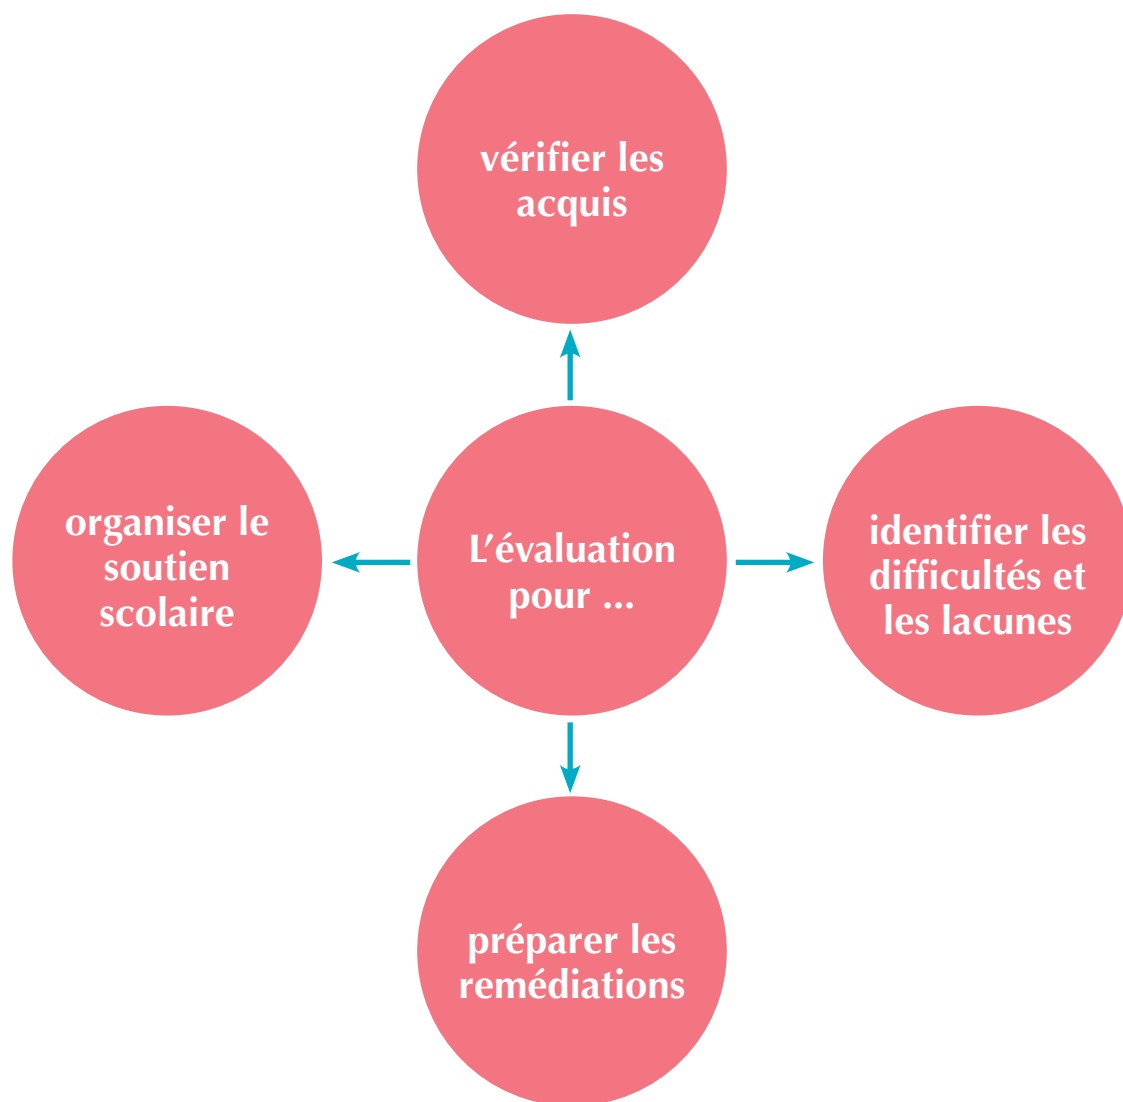 vérifier les
acquis
organiser le
soutien
scolaire
L'évaluation
pour ...
identifier les
difficultés et
les lacunes
préparer les
remédiations